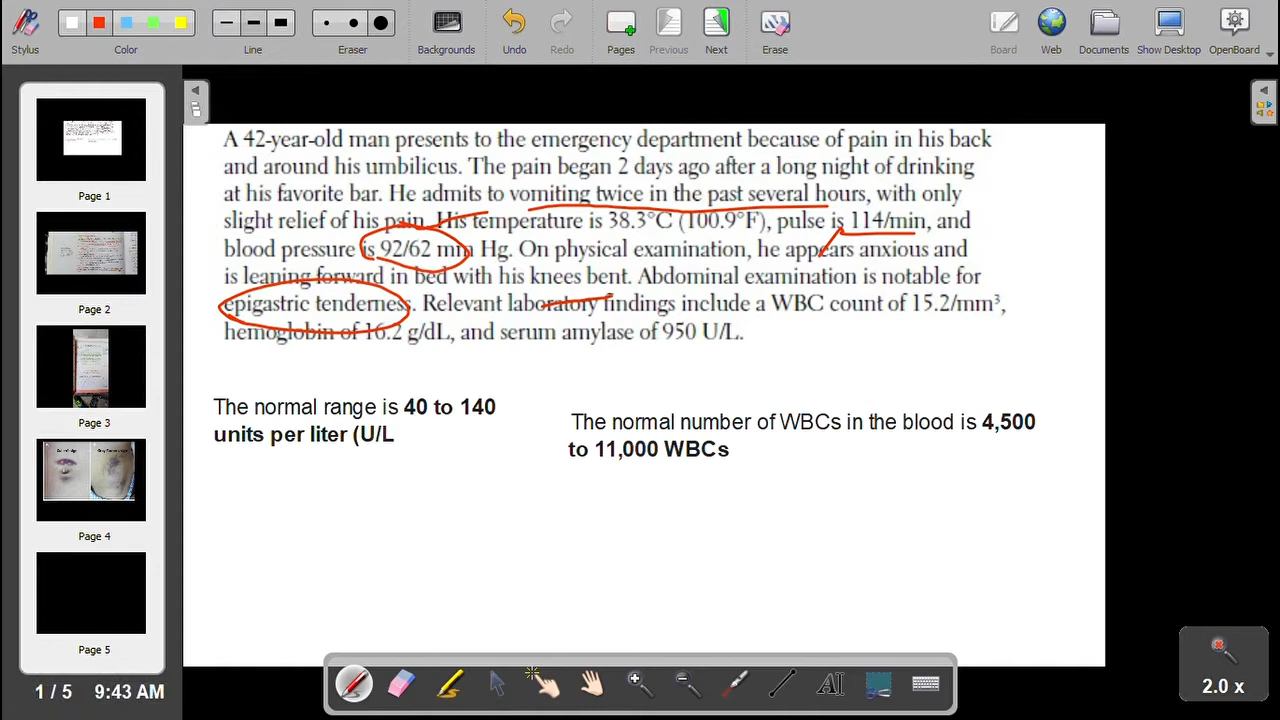 Stylus
Color
Line
Eraser
Backgrounds
Undo
Redo
Pages
Previous
Next
Erase
Board
Web
Documents
Show Desktop
OpenBoard
A 42-year-old man presents to the emergency department because of pain in his back
and around his umbilicus. The pain began 2 days ago after a long night of drinking
at his favorite bar. He admits to vomiting twice in the past several hours, with only
slight relief of his pain. His temperature is 38.3°C (100.9°F), pulse is 114/min, and
blood pressure is 92/62 mm Hg. On physical examination, he appears anxious and
is leaning forward in bed with his knees bent. Abdominal examination is notable for
epigastric tenderness. Relevant laboratory findings include a WBC count of 15.2/mm³,
hemoglobin of 16.2 g/dL, and serum amylase of 950 U/L.
The normal range is 40 to 140
units per liter (U/L
The normal number of WBCs in the blood is 4,500
to 11,000 WBCs
Page 1
Page 2
Page 3
Page 4
Page 5
1 / 5
9:43 AM
AI
2.0 x